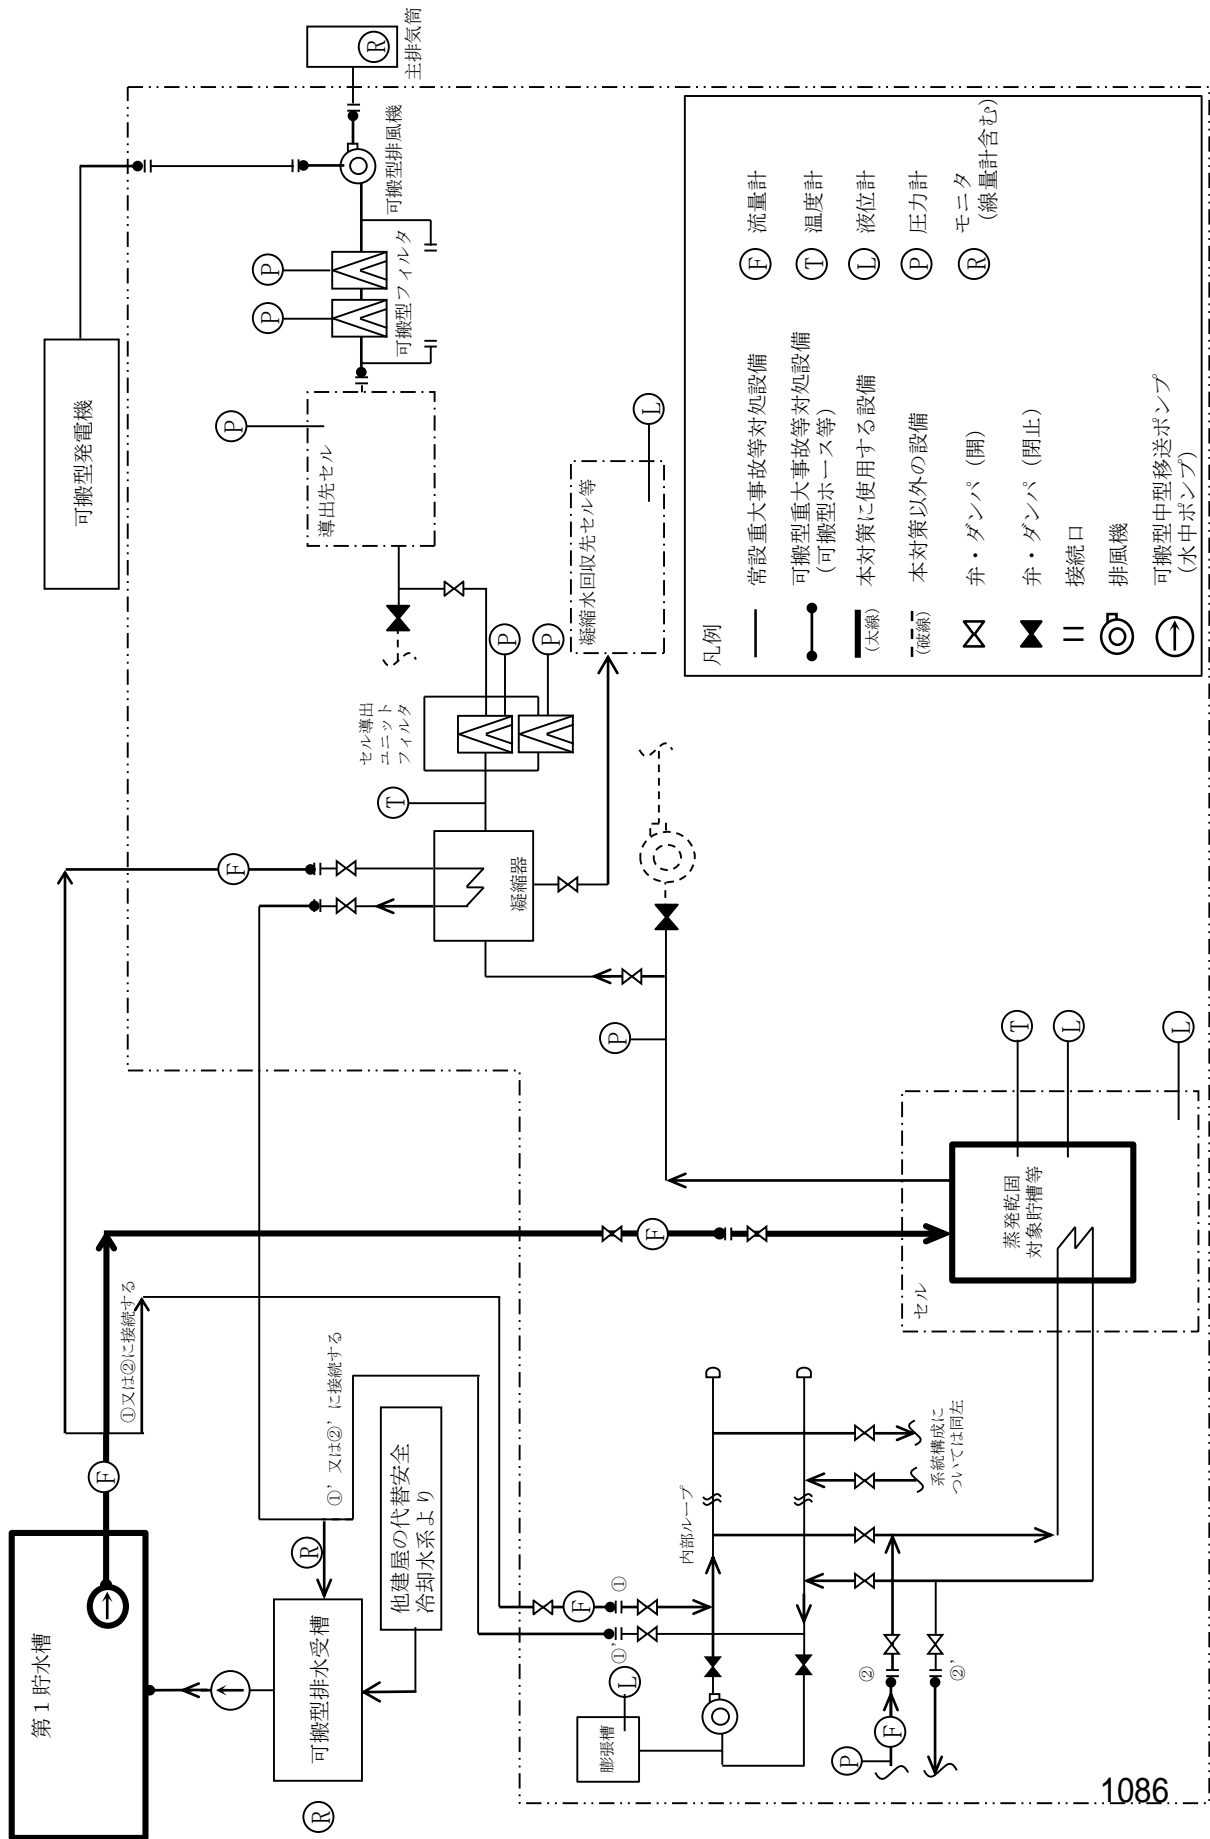 第１貯水槽
可搬型排水受槽
他建屋の代替安全
冷却水系より
①又は②に接続する
①’又は②’に接続する
F
R
R
可搬型発電機
主排気筒
R
可搬型排風機
可搬型フィルタ
P
P
導出先セル
P
凝縮水回収先セル等
L
セル導出
ユニット
フィルタ
P
P
T
凝縮器
F
P
F
蒸発乾固
対象貯槽等
セル
T
L
L
内部ループ
系統構成に
ついては同左
F
①
①’
L
膨張槽
②
②’
F
P
凡例
常設重大事故等対処設備
可搬型重大事故等対処設備
(可搬型ホース等)
(太線)
本対策に使用する設備
(破線)
本対策以外の設備
弁・ダンパ (開)
弁・ダンパ (閉止)
接続口
排風機
可搬型中型移送ポンプ
(水中ポンプ)
F 流量計
T 温度計
L 液位計
P 圧力計
R モニタ
(線量計含む)
1086